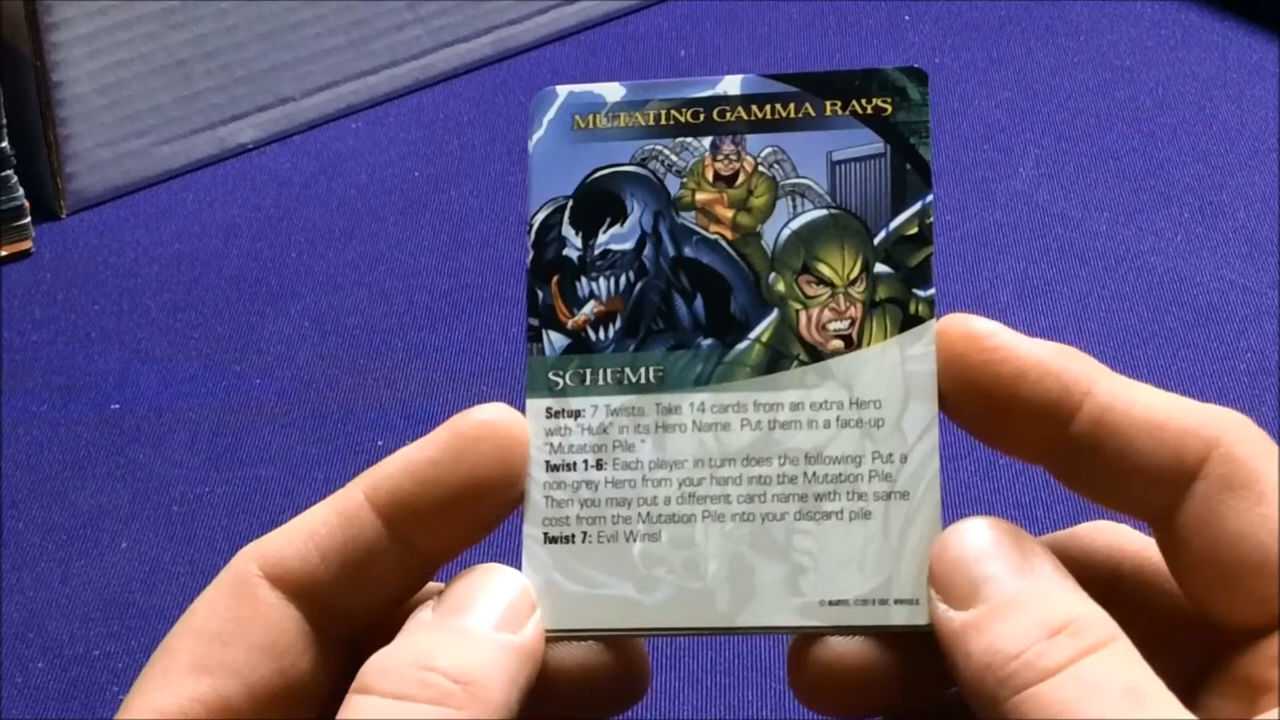 MUTATING GAMMA RAYS
SCHEME
Setup: 7 Twists. Take 14 cards from an extra Hero
with "Hulk" in its Hero Name. Put them in a face-up
"Mutation Pile."
Twist 1-6: Each player in turn does the following: Put a
non-grey Hero from your hand into the Mutation Pile.
Then you may put a different card name with the same
cost from the Mutation Pile into your discard pile.
Twist 7: Evil Wins!
© MARVEL, ©2018 UDC.